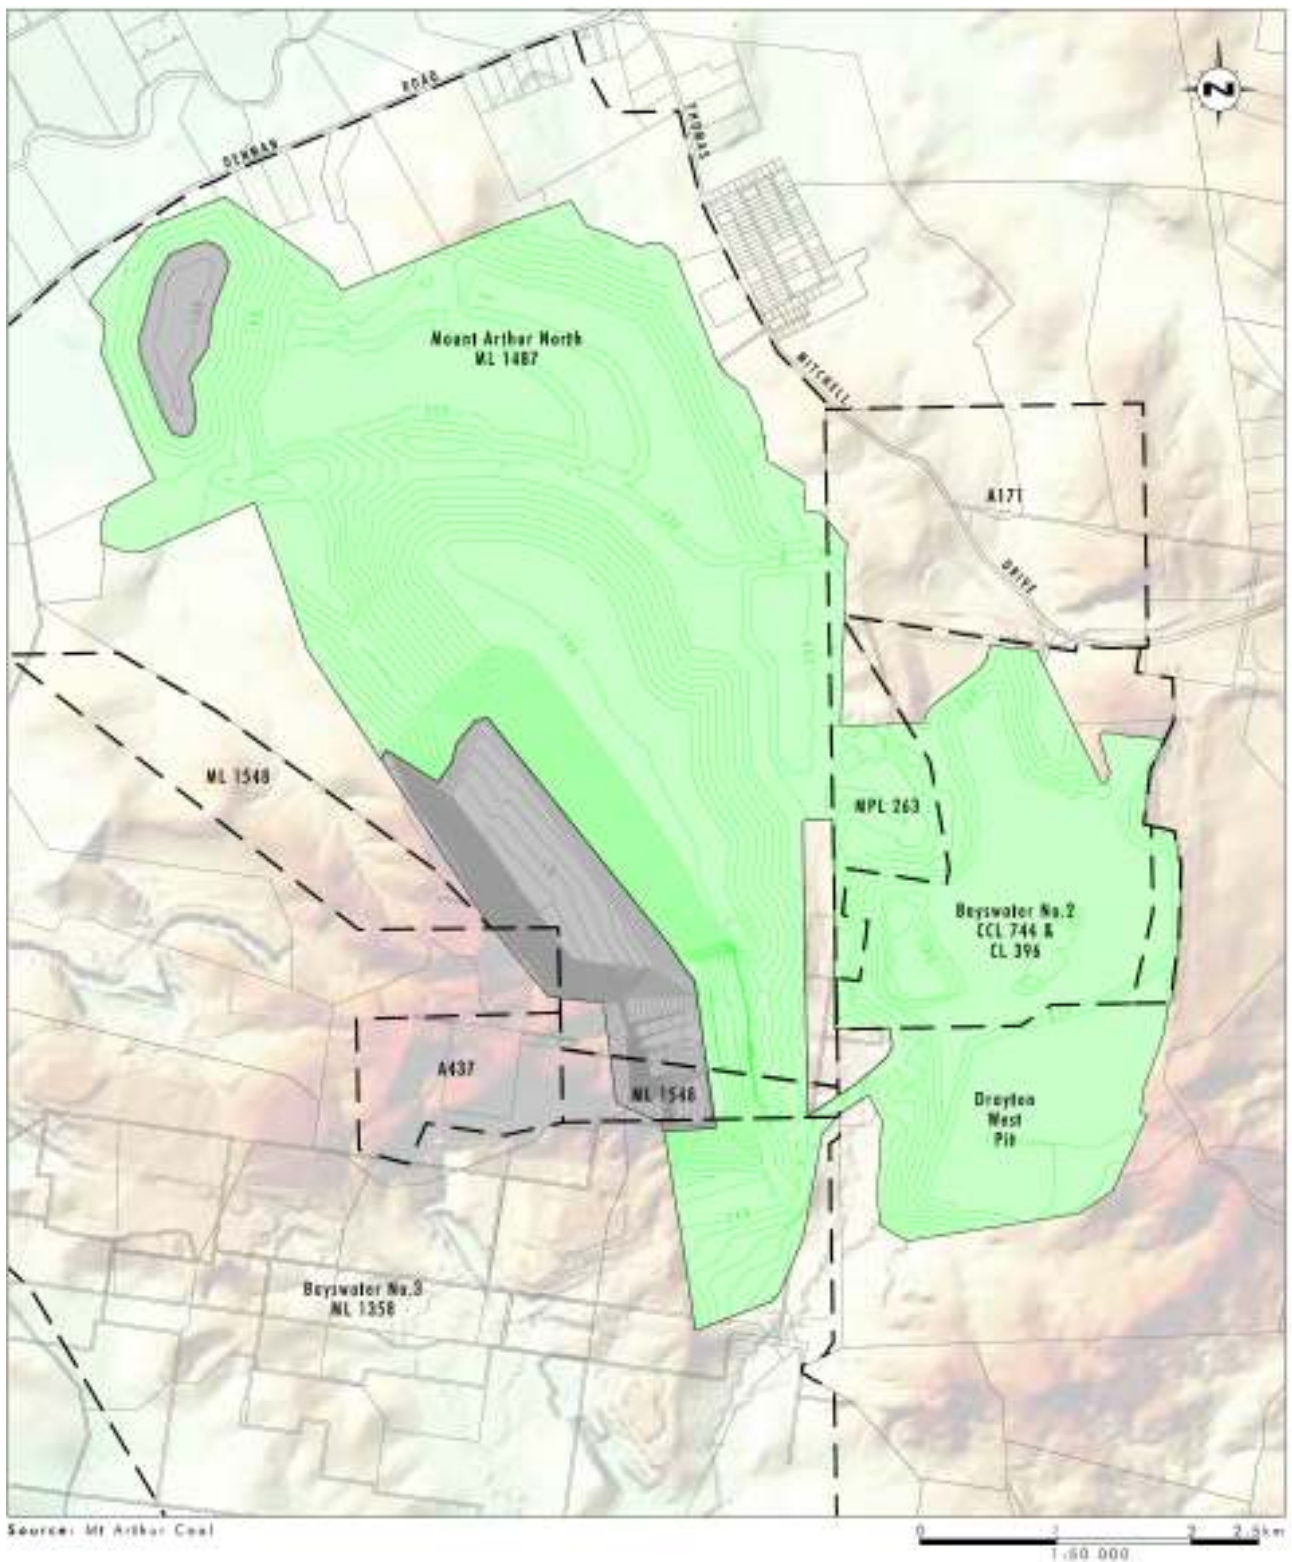 DENMAN ROAD
THOMAS
MITCHELL
DRIVE
Mount Arthur North
ML 1487
A171
ML 1548
MPL 263
Bayswater No.2
CCL 744 &
CL 396
A437
ML 1548
Drayton
West
Pit
Bayswater No.3
ML 1358
N
Source: Mt Arthur Coal
0 1 2 2.5km
1:50 000